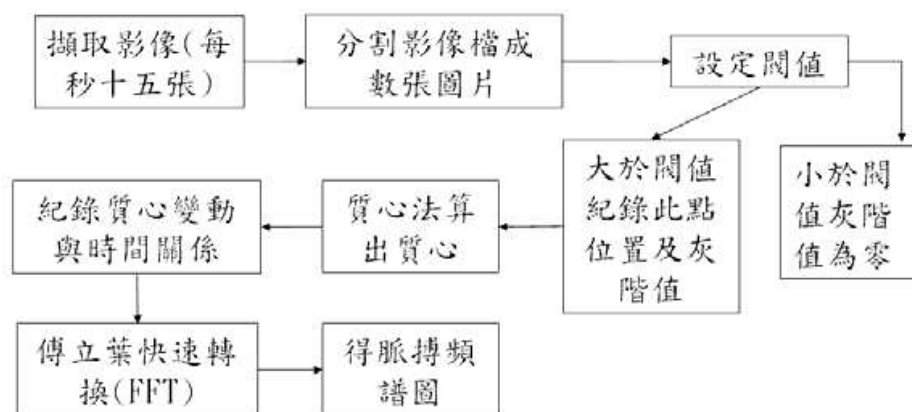 擷取影像(每
秒十五張)
分割影像檔成
數張圖片
設定閥值
大於閥值
紀錄此點
位置及灰
階值
小於閥
值灰階
值為零
質心法算
出質心
紀錄質心變動
與時間關係
傅立葉快速轉
換(FFT)
得脈搏頻
譜圖